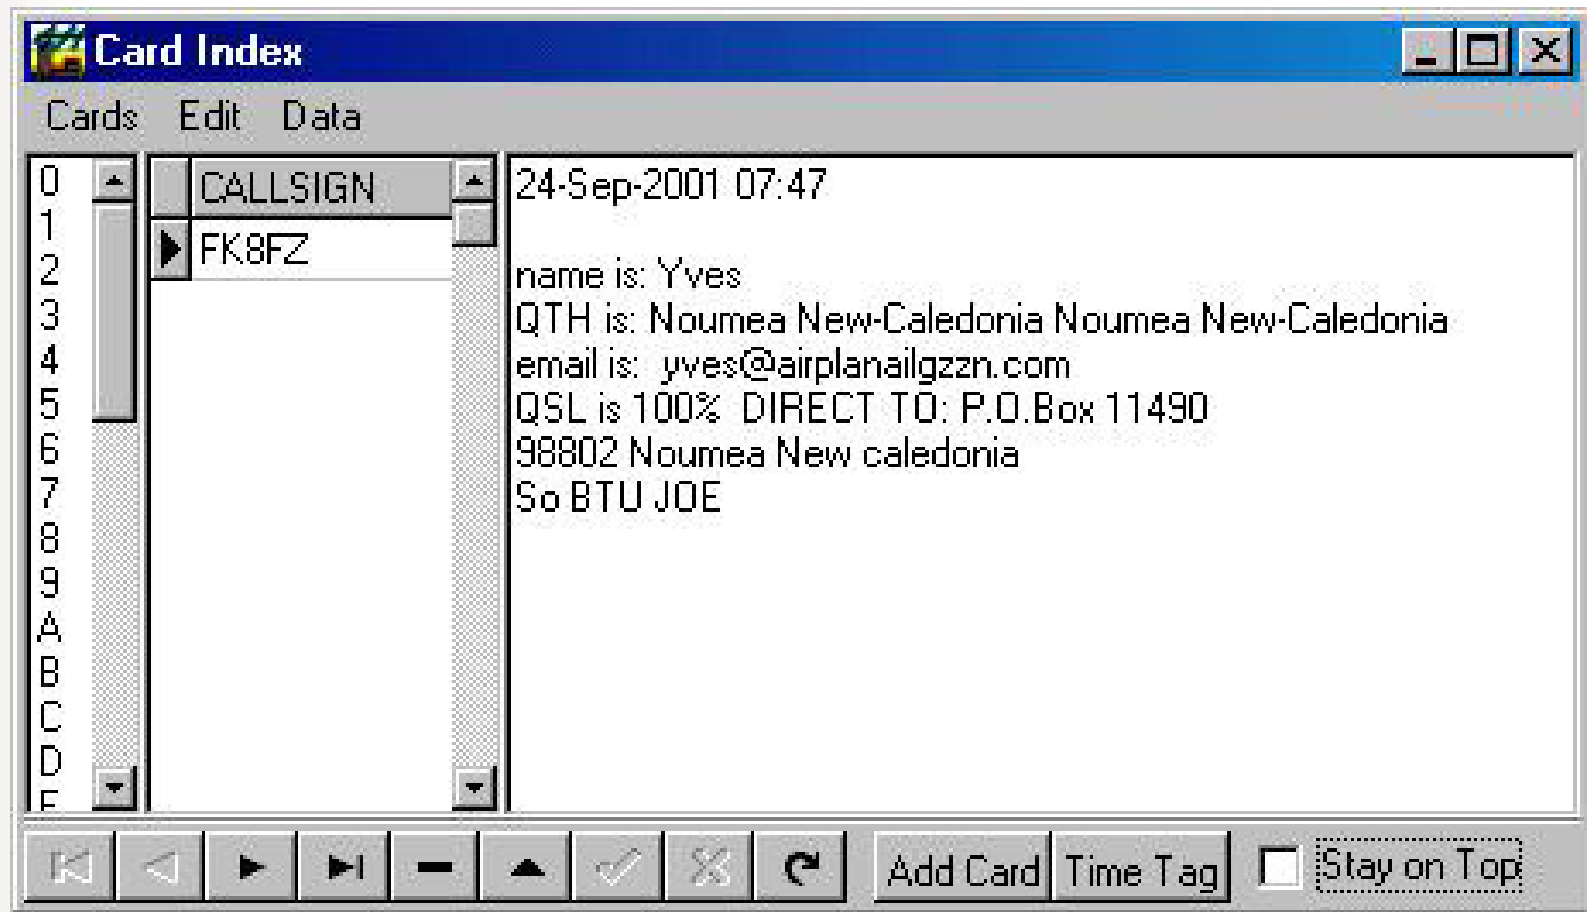 Card Index
Cards Edit Data
0
1
2
3
4
5
6
7
8
9
A
B
C
D
CALLSIGN
FK8FZ
24-Sep-2001 07:47
name is: Yves
QTH is: Noumea New-Caledonia Noumea New-Caledonia
email is: yves@airplanailgzzn.com
QSL is 100% DIRECT TO: P.O.Box 11490
98802 Noumea New caledonia
So BTU JOE
Add Card Time Tag Stay on Top